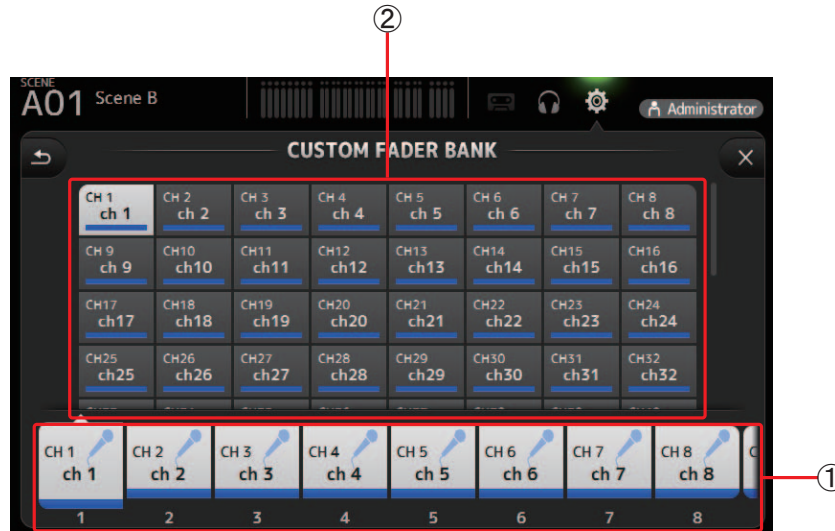 ②
SCENE
A01 Scene B
Administrator
CUSTOM FADER BANK
CH 1 CH 2 CH 3 CH 4 CH 5 CH 6 CH 7 CH 8
ch 1 ch 2 ch 3 ch 4 ch 5 ch 6 ch 7 ch 8
CH 9 CH10 CH11 CH12 CH13 CH14 CH15 CH16
ch 9 ch10 ch11 ch12 ch13 ch14 ch15 ch16
CH17 CH18 CH19 CH20 CH21 CH22 CH23 CH24
ch17 ch18 ch19 ch20 ch21 ch22 ch23 ch24
CH25 CH26 CH27 CH28 CH29 CH30 CH31 CH32
ch25 ch26 ch27 ch28 ch29 ch30 ch31 ch32
CH 1 CH 2 CH 3 CH 4 CH 5 CH 6 CH 7 CH 8
ch 1 ch 2 ch 3 ch 4 ch 5 ch 6 ch 7 ch 8
①
1 2 3 4 5 6 7 8